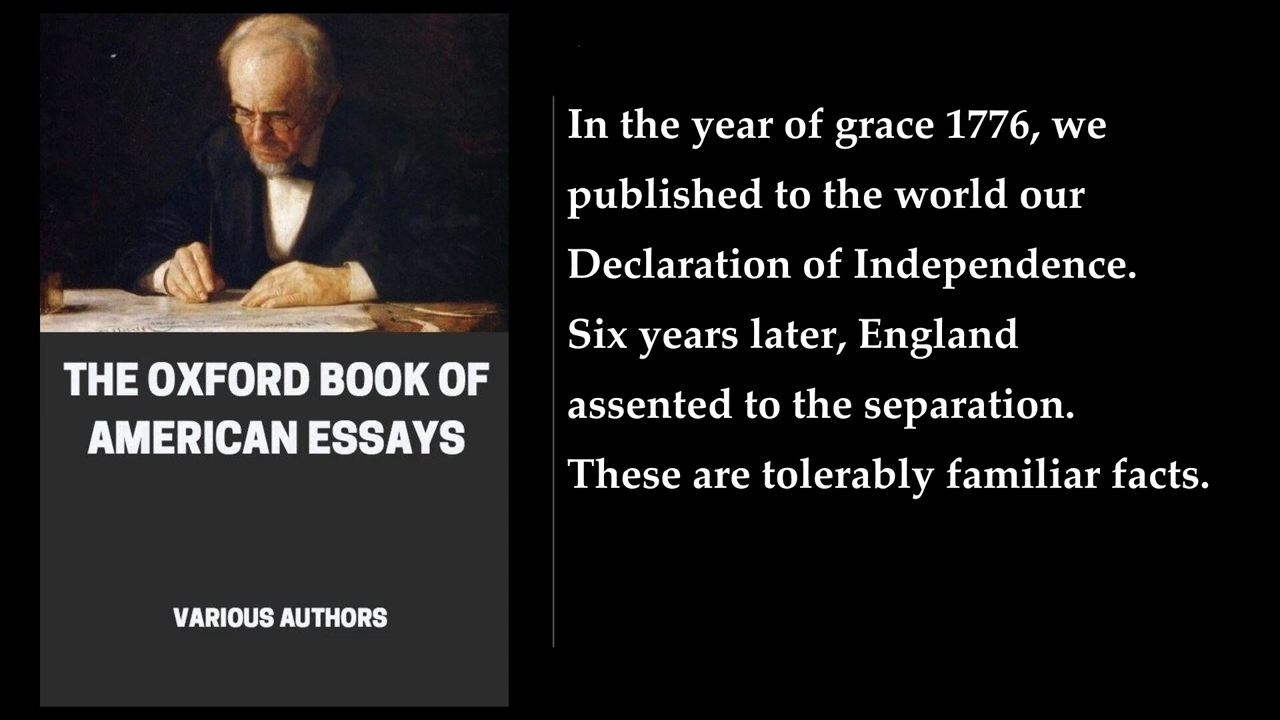 THE OXFORD BOOK OF
AMERICAN ESSAYS
VARIOUS AUTHORS
In the year of grace 1776, we
published to the world our
Declaration of Independence.
Six years later, England
assented to the separation.
These are tolerably familiar facts.